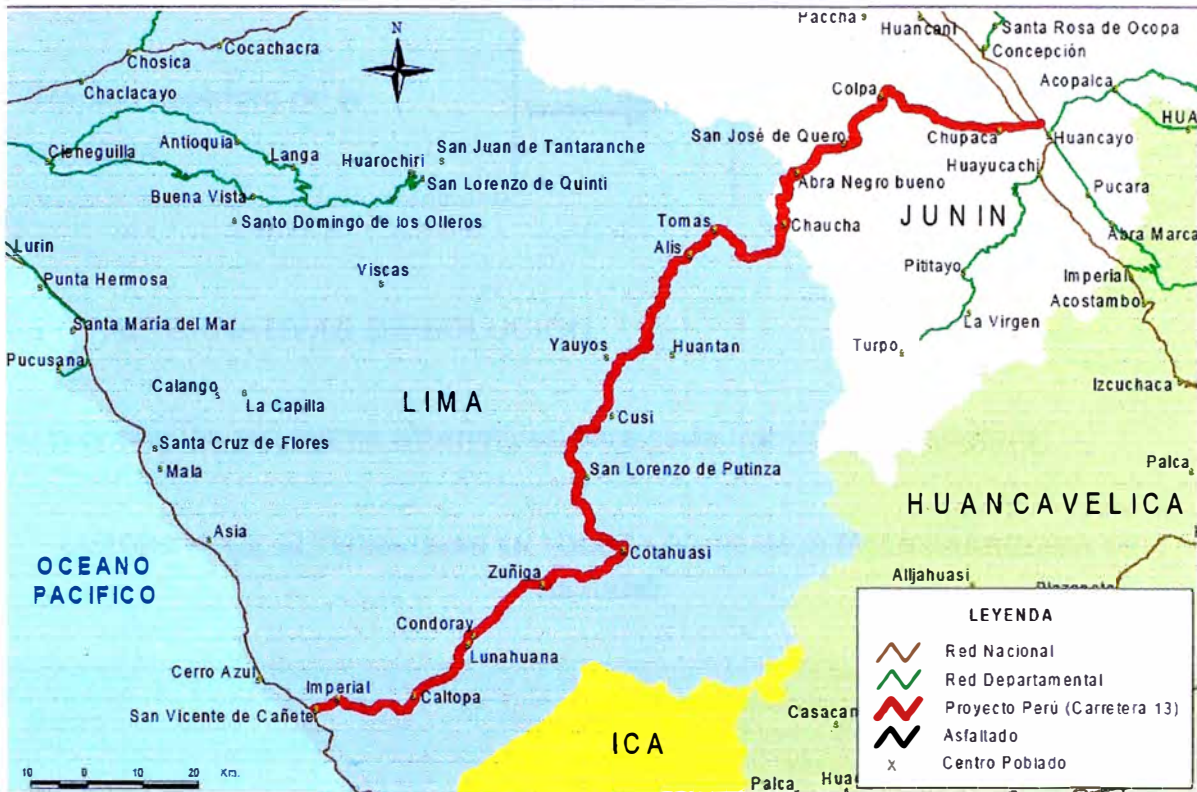 Paccha
Huancani
Santa Rosa de Ocopa
Concepción
Cocachacra
Chosica
N
Chaclacayo
Colpa
Acopalca
HUA
Antioquia
Cieneguilla
Langa
Huarochiri
San Juan de Tantaranche
San José de Quero
Chupaca
Huancayo
Huayucachi
San Lorenzo de Quinti
Abra Negro bueno
Buena Vista
Pucara
Santo Domingo de los Olleros
Tomas
Chaucha
JUNIN
Abra Marca
Lurin
Alis
Punta Hermosa
Viscas
Pititayo
Imperial
Acostambo
Santa María del Mar
La Virgen
Pucusana
Yauyos
Huantan
Turpo
Calango
La Capilla
LIMA
Izcuchaca
Cusi
Santa Cruz de Flores
Mala
San Lorenzo de Putinza
Palca
HUANCAVELICA
Asia
Cotahuasi
OCEANO
PACIFICO
Zuñiga
Alljahuasi
Condoray
Lunahuana
Cerro Azul
Imperial
Caltopa
San Vicente de Cañete
Casacan
ICA
Palca
Hua
10 0 10 20 Km.
LEYENDA
Red Nacional
Red Departamental
Proyecto Perú (Carretera 13)
Asfaltado
Centro Poblado